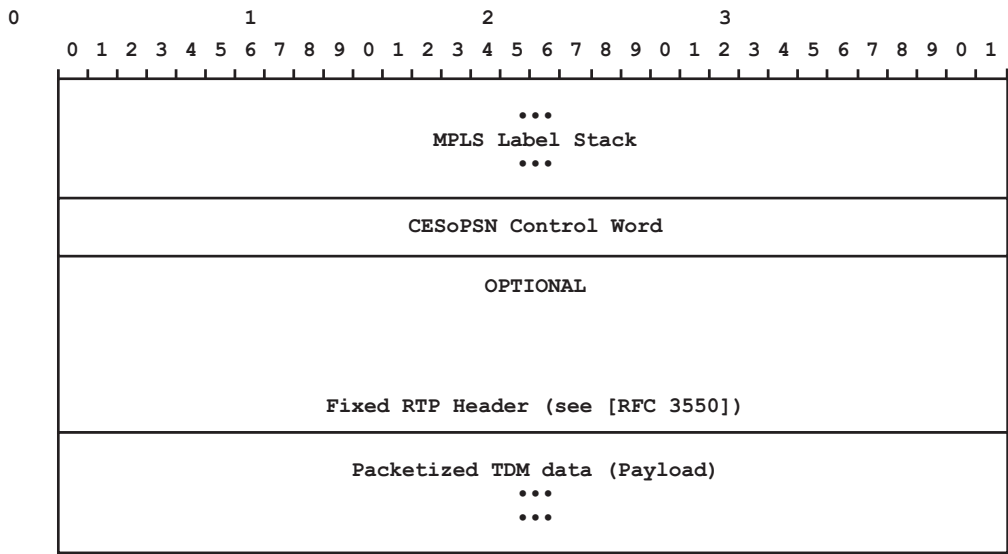 0 1 2 3
0 1 2 3 4 5 6 7 8 9 0 1 2 3 4 5 6 7 8 9 0 1 2 3 4 5 6 7 8 9 0 1
•••
MPLS Label Stack
•••
CESoPSN Control Word
OPTIONAL
Fixed RTP Header (see [RFC 3550])
Packetized TDM data (Payload)
•••
•••